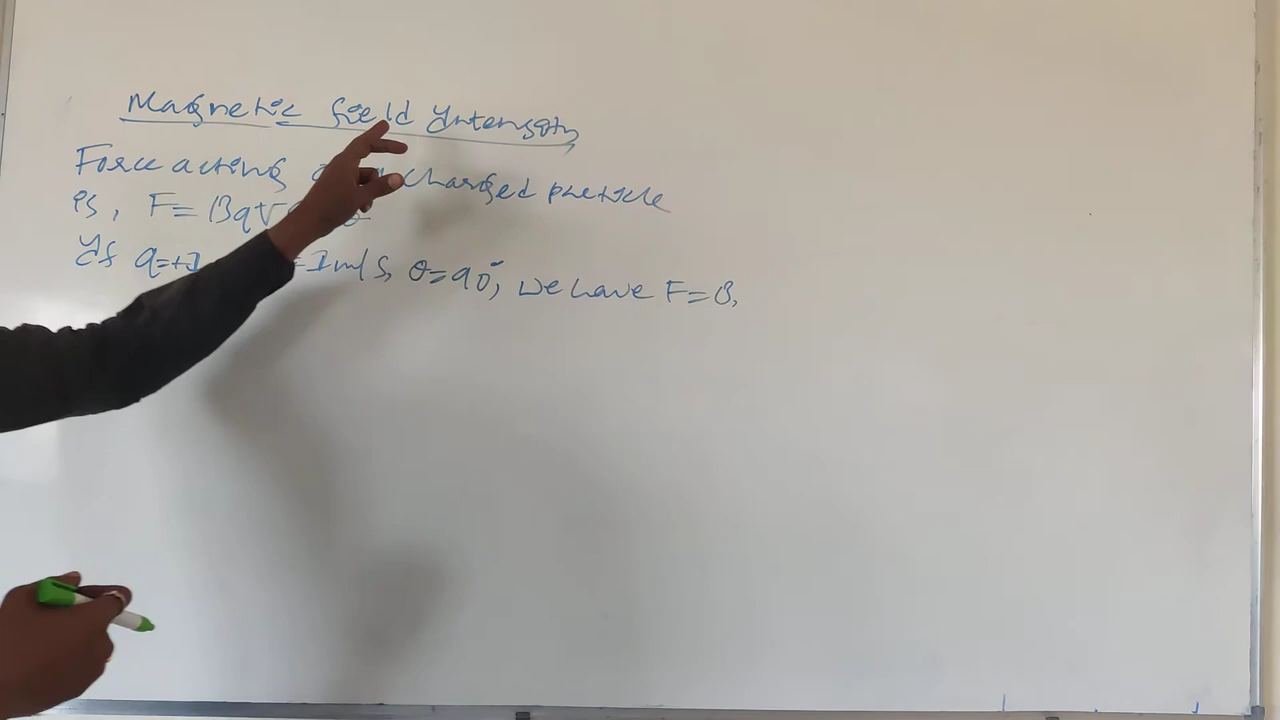 Magnetic field Intensity
Force acting charged particle
is, F = Bqv
If q=+1 =1m/s, θ=90°, we have F=B,